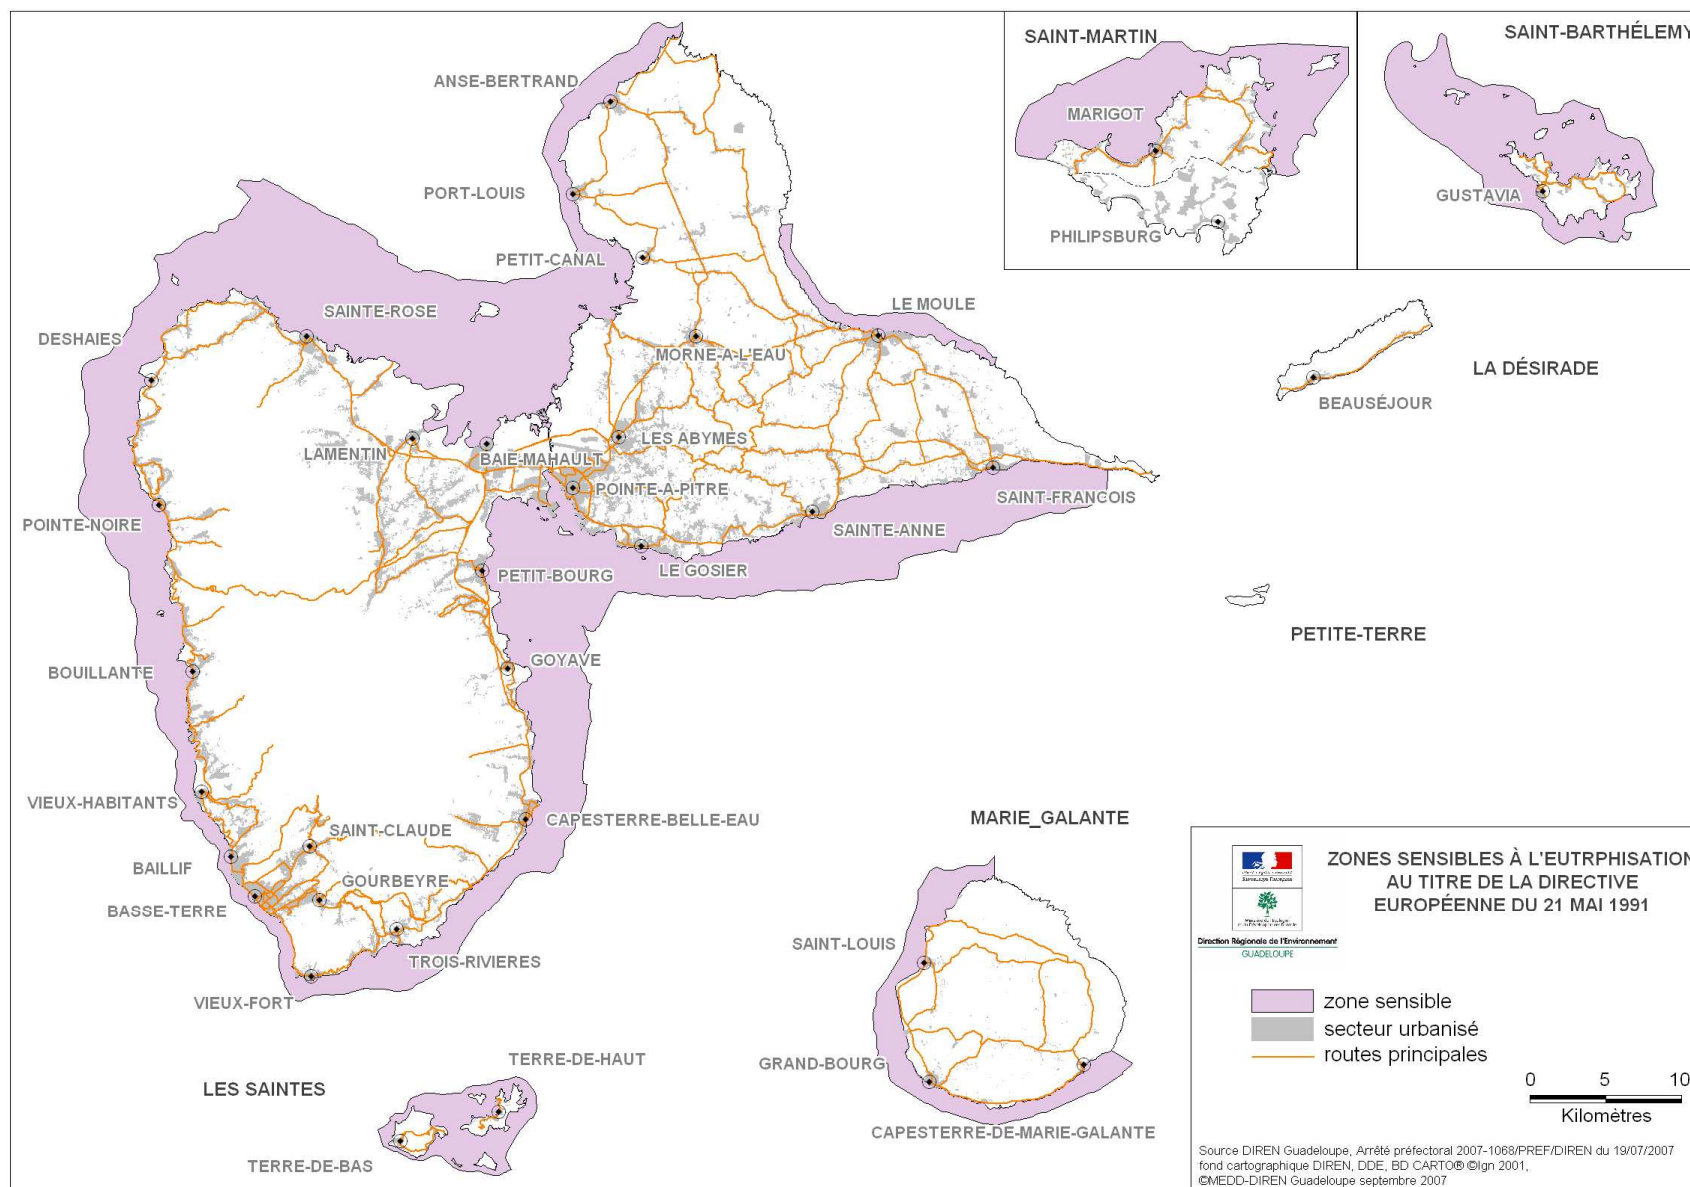 SAINT-MARTIN
SAINT-BARTHÉLEMY
ANSE-BERTRAND
MARIGOT
PORT-LOUIS
GUSTAVIA
PHILIPSBURG
PETIT-CANAL
LE MOULE
SAINTE-ROSE
DESHAIES
MORNE-A-L'EAU
LA DÉSIRADE
BEAUSÉJOUR
LES ABYMES
LAMENTIN
BAIE-MAHAULT
POINTE-A-PITRE
SAINT-FRANCOIS
POINTE-NOIRE
SAINTE-ANNE
LE GOSIER
PETIT-BOURG
PETITE-TERRE
GOYAVE
BOUILLANTE
VIEUX-HABITANTS
CAPESTERRE-BELLE-EAU
MARIE_GALANTE
SAINT-CLAUDE
BAILLIF
GOURBEYRE
BASSE-TERRE
SAINT-LOUIS
TROIS-RIVIERES
VIEUX-FORT
TERRE-DE-HAUT
GRAND-BOURG
LES SAINTES
CAPESTERRE-DE-MARIE-GALANTE
TERRE-DE-BAS
ZONES SENSIBLES À L'EUTRPHISATION
AU TITRE DE LA DIRECTIVE
EUROPÉENNE DU 21 MAI 1991
Direction Régionale de l'Environnement
GUADELOUPE
zone sensible
secteur urbanisé
routes principales
0 5 10
Kilomètres
Source DIREN Guadeloupe, Arrêté préfectoral 2007-1068/PREF/DIREN du 19/07/2007
fond cartographique DIREN, DDE, BD CARTO® ©Ign 2001,
©MEDD-DIREN Guadeloupe septembre 2007